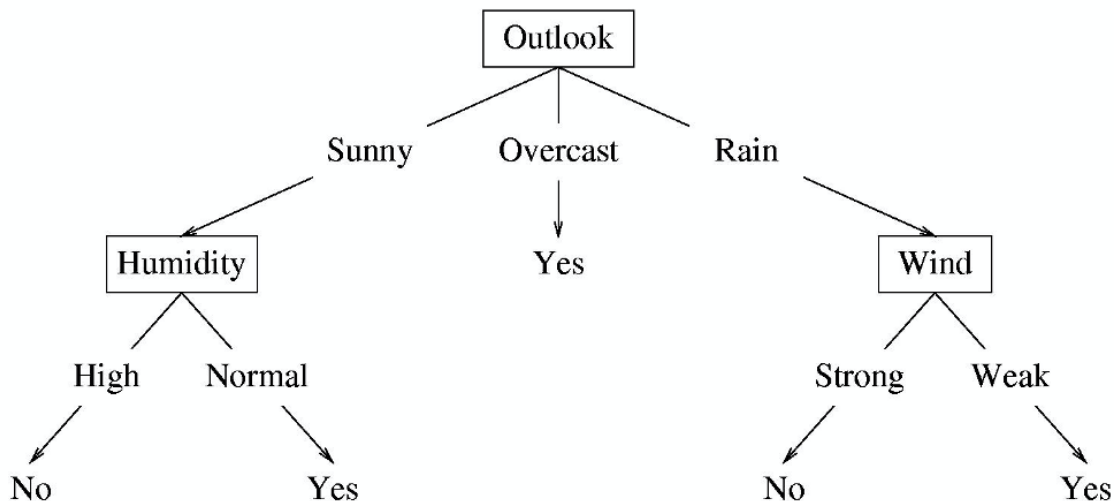 Outlook
Sunny Overcast Rain
Humidity Yes Wind
High Normal Strong Weak
No Yes No Yes